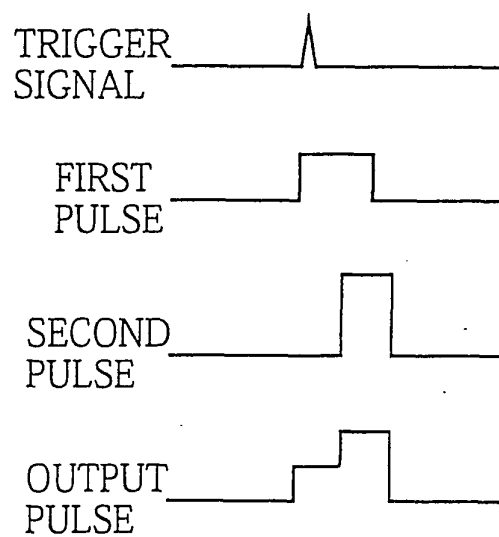 TRIGGER
SIGNAL
FIRST
PULSE
SECOND
PULSE
OUTPUT
PULSE